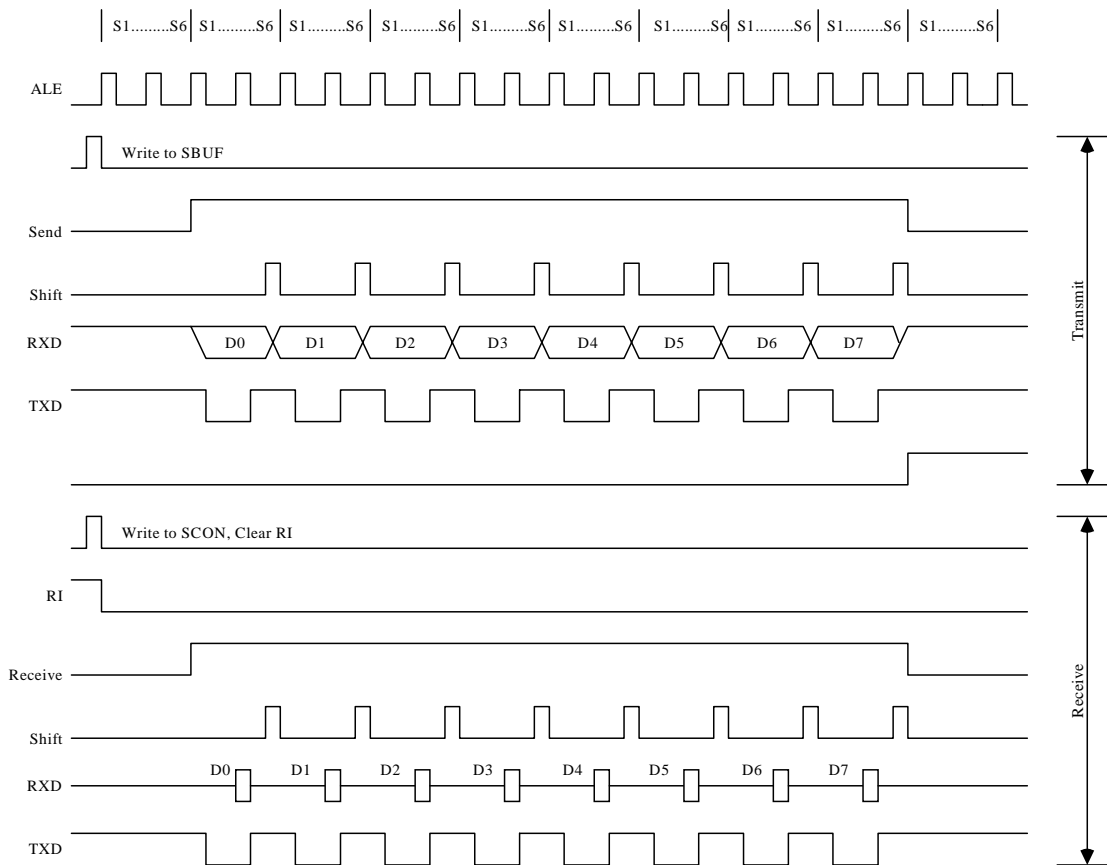 S1.........S6 S1.........S6 S1.........S6 S1.........S6 S1.........S6 S1.........S6 S1.........S6 S1.........S6 S1.........S6 S1.........S6
ALE
Write to SBUF
Send
Shift
RXD D0 D1 D2 D3 D4 D5 D6 D7
TXD
Transmit
Write to SCON, Clear RI
RI
Receive
Shift
RXD D0 D1 D2 D3 D4 D5 D6 D7
TXD
Receive